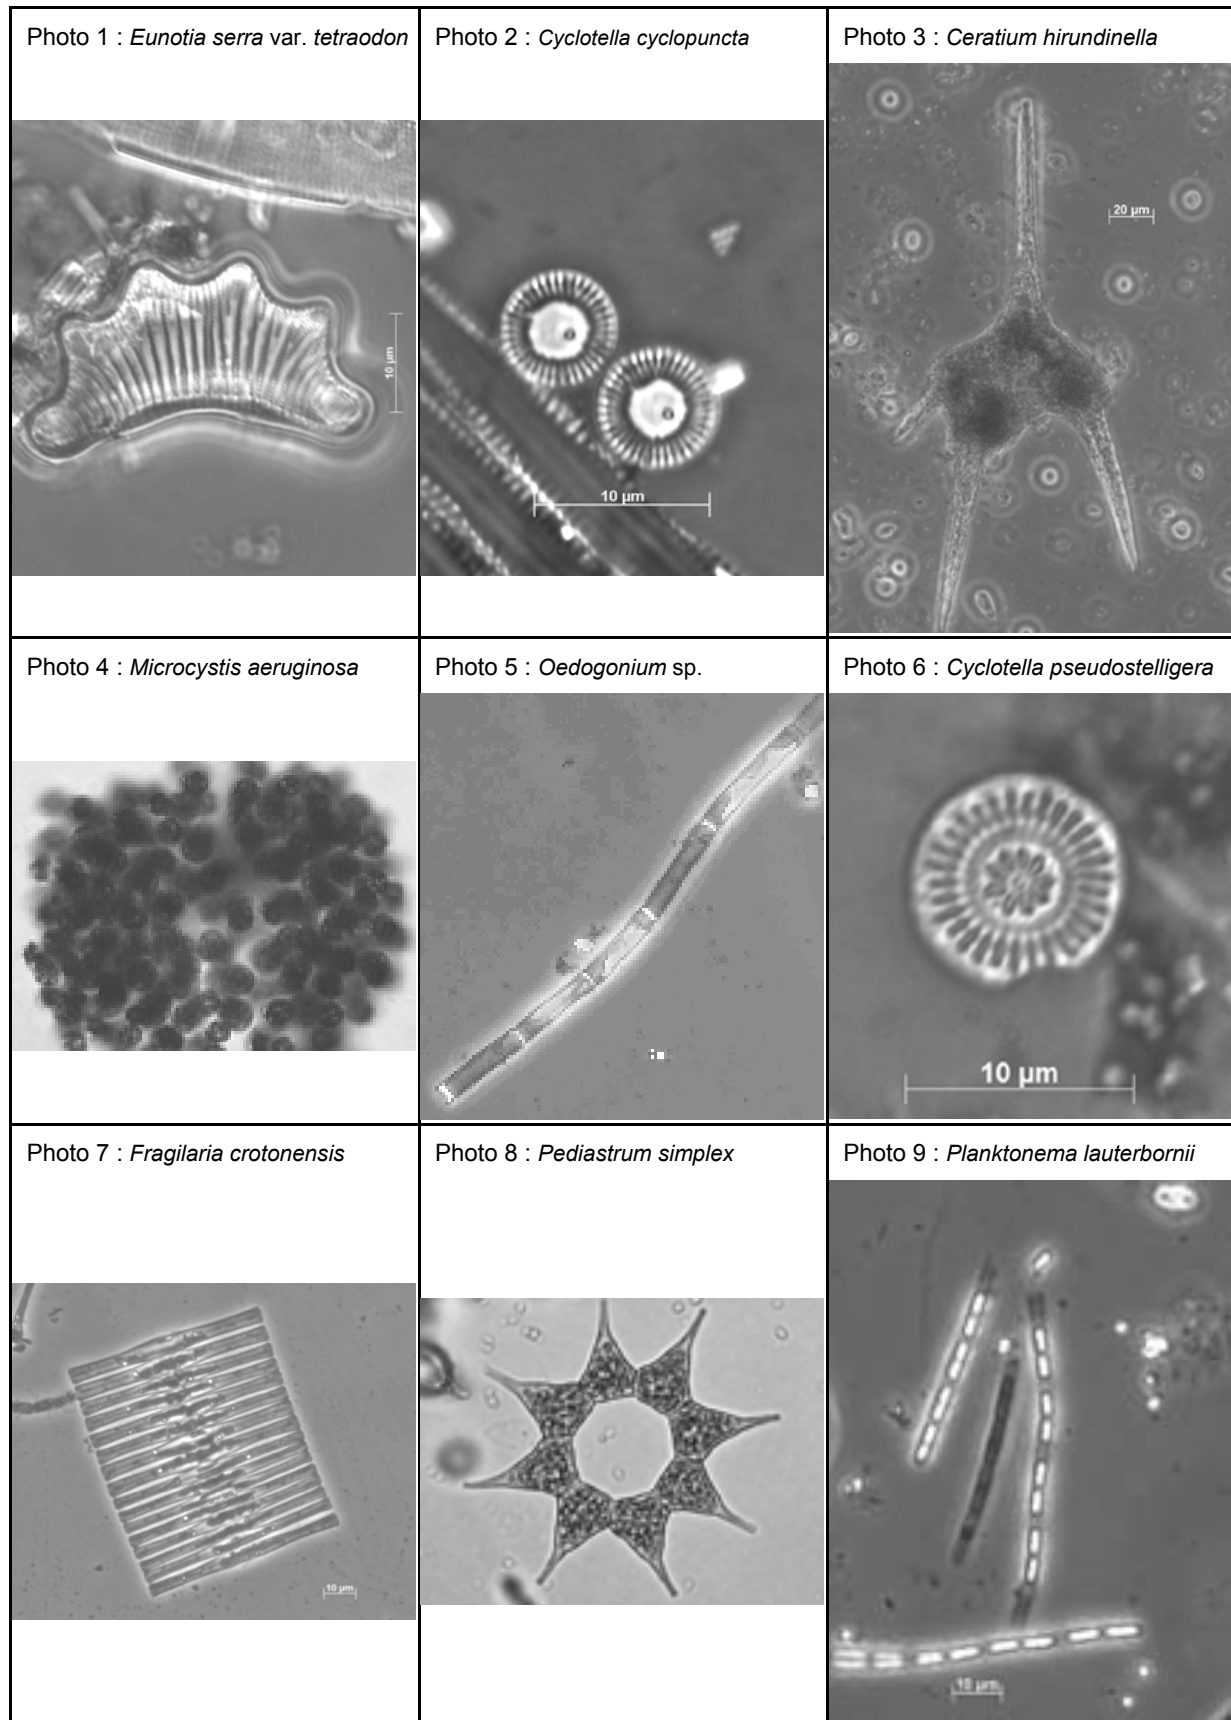 Photo 1 : Eunotia serra var. tetraodon
10 µm
Photo 2 : Cyclotella cyclopuncta
10 µm
Photo 3 : Ceratium hirundinella
20 µm
Photo 4 : Microcystis aeruginosa
Photo 5 : Oedogonium sp.
Photo 6 : Cyclotella pseudostelligera
10 µm
Photo 7 : Fragilaria crotonensis
10 µm
Photo 8 : Pediastrum simplex
Photo 9 : Planktonema lauterbornii
10 µm